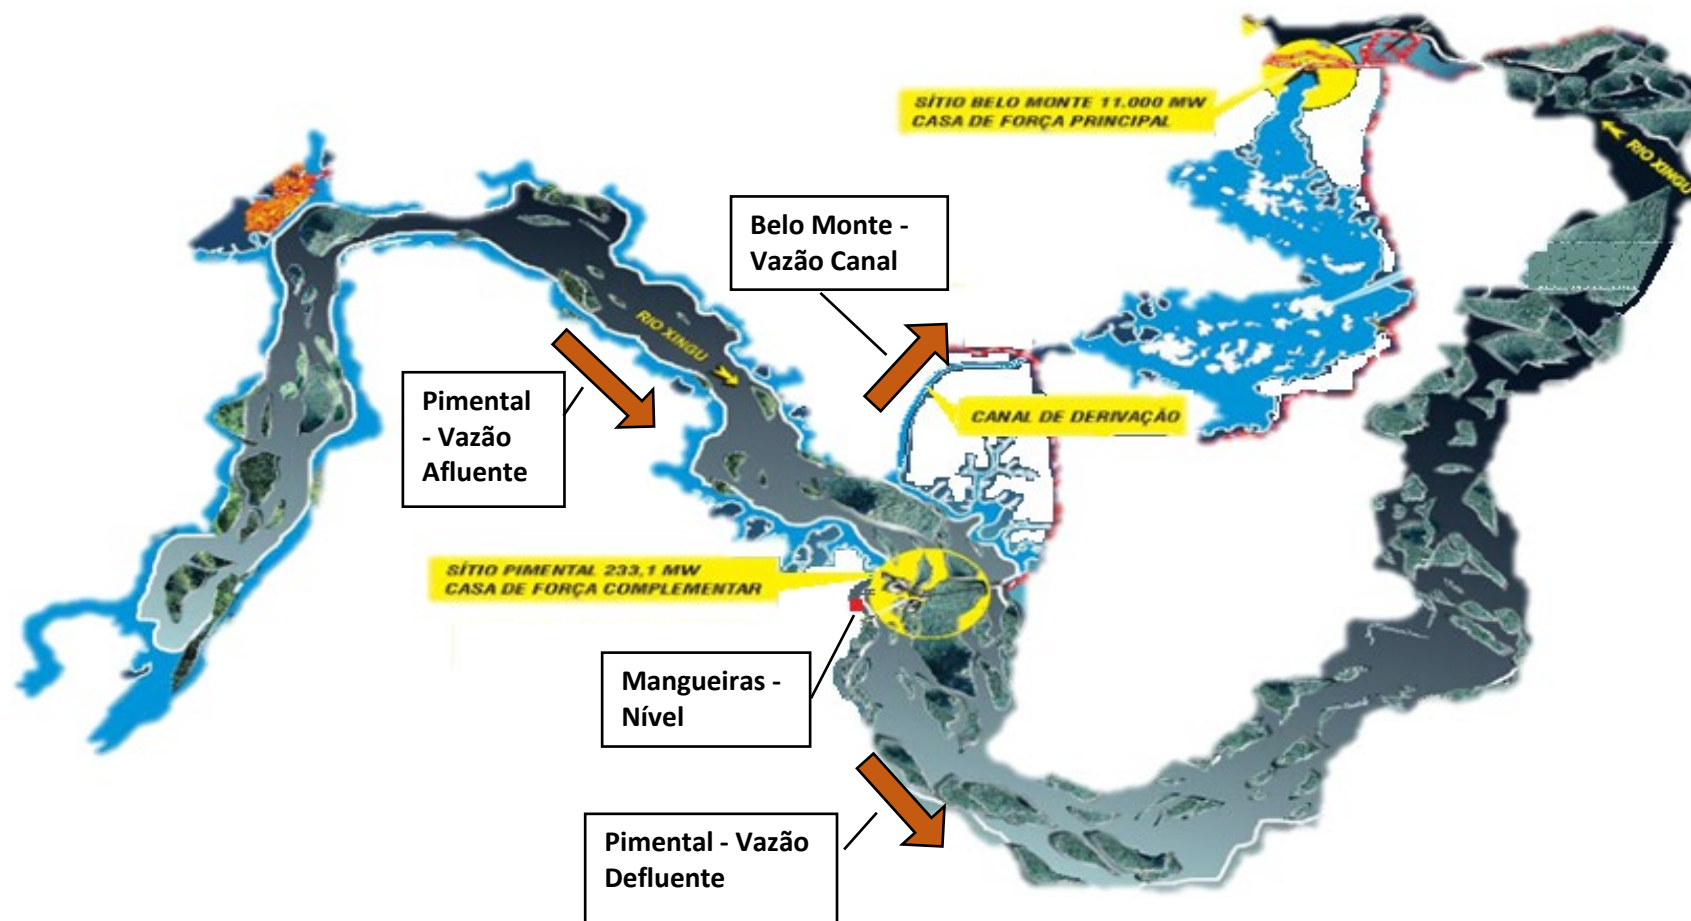 SÍTIO BELO MONTE 11.000 MW
CASA DE FORÇA PRINCIPAL
RIO XINGU
Belo Monte -
Vazão Canal
RIO XINGU
Pimental
- Vazão
Afluente
CANAL DE DERIVAÇÃO
SÍTIO PIMENTAL 233,1 MW
CASA DE FORÇA COMPLEMENTAR
Mangueiras -
Nível
Pimental - Vazão
Defluente